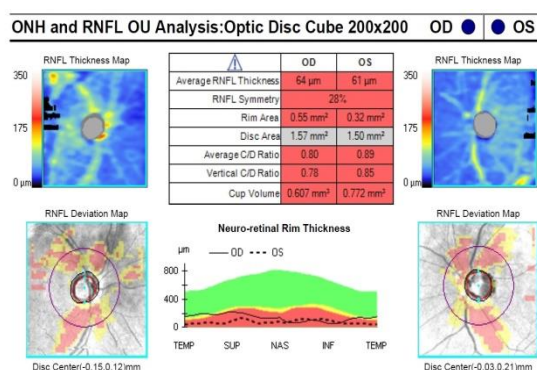 ONH and RNFL OU Analysis:Optic Disc Cube 200x200 OD OS
RNFL Thickness Map
350
175
0 µm
OD OS
Average RNFL Thickness 64 µm 61 µm
RNFL Symmetry 28%
Rim Area 0.55 mm² 0.32 mm²
Disc Area 1.57 mm² 1.50 mm²
Average C/D Ratio 0.80 0.89
Vertical C/D Ratio 0.78 0.85
Cup Volume 0.607 mm³ 0.772 mm³
RNFL Thickness Map
350
175
0 µm
RNFL Deviation Map
Disc Center(-0.15,0.12)mm
Neuro-retinal Rim Thickness
µm OD OS
800
400
0
TEMP SUP NAS INF TEMP
RNFL Deviation Map
Disc Center(-0.03,0.21)mm